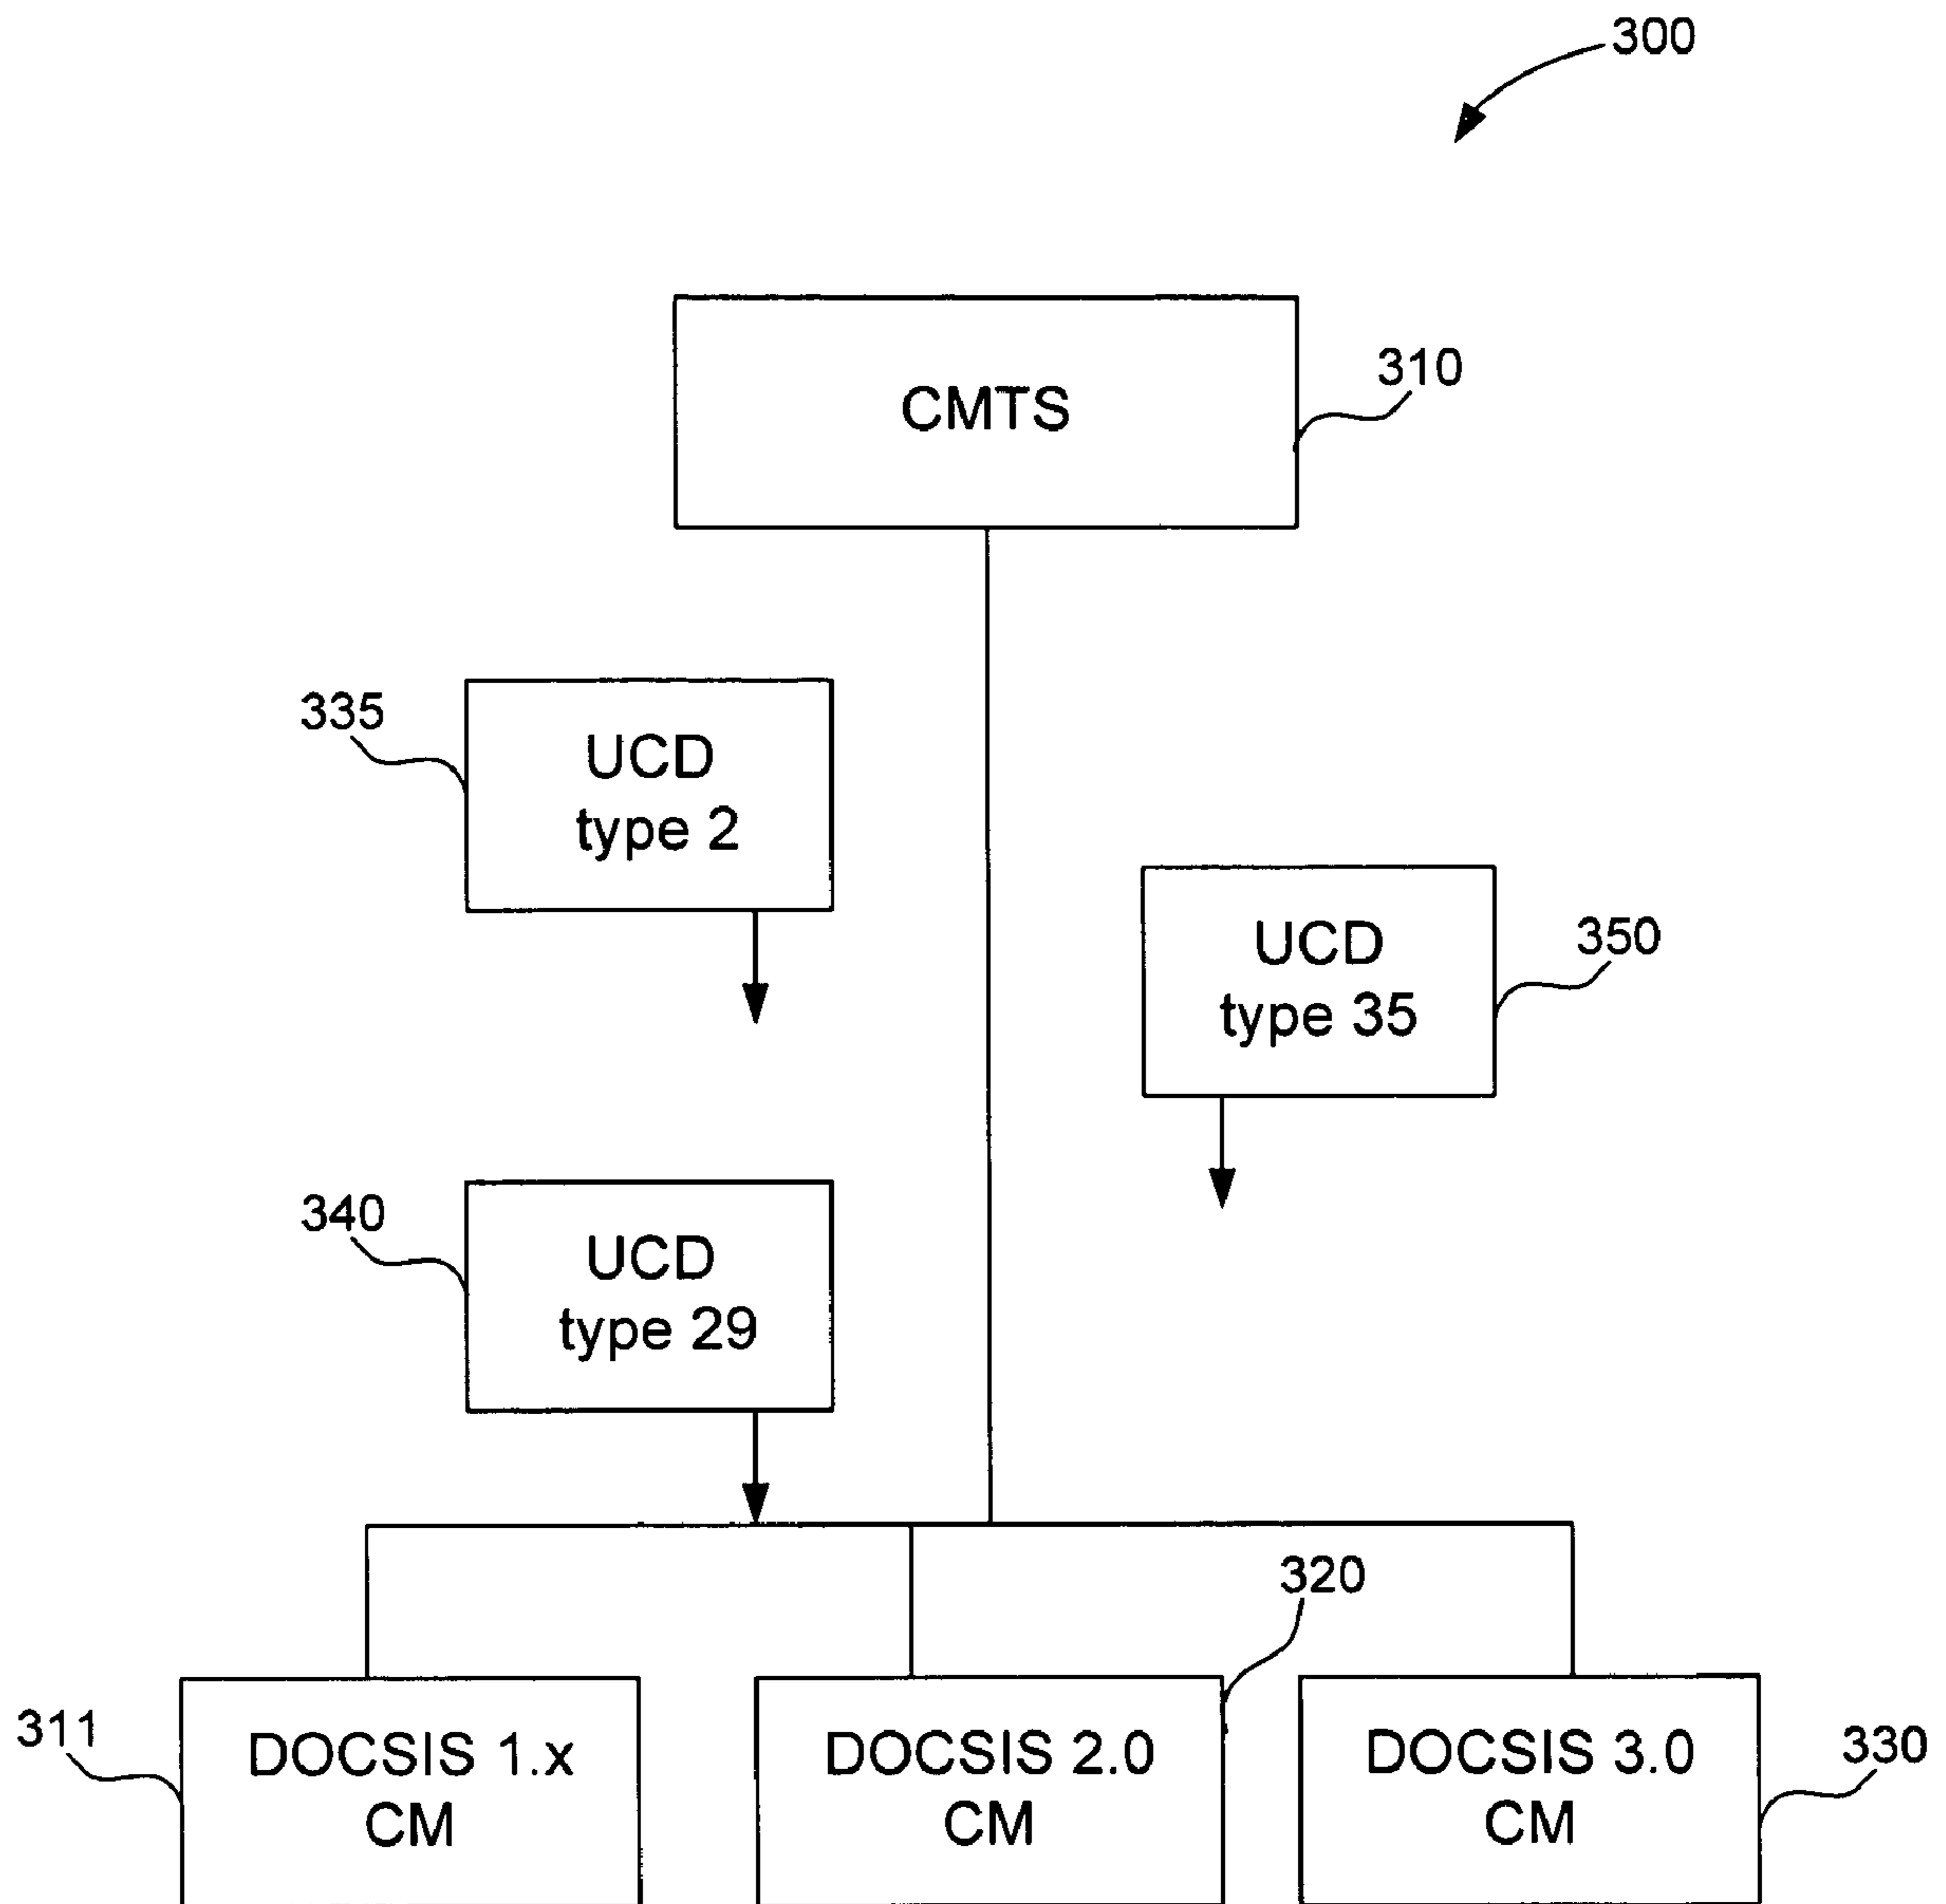 300
CMTS
310
335
UCD
type 2
UCD
type 35
350
340
UCD
type 29
320
311
DOCSIS 1.x
CM
DOCSIS 2.0
CM
DOCSIS 3.0
CM
330